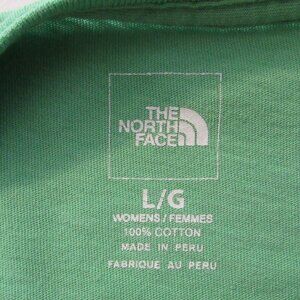 THE
NORTH
FACE
L/G
WOMENS / FEMMES
100% COTTON
MADE IN PERU
FABRIQUE AU PERU